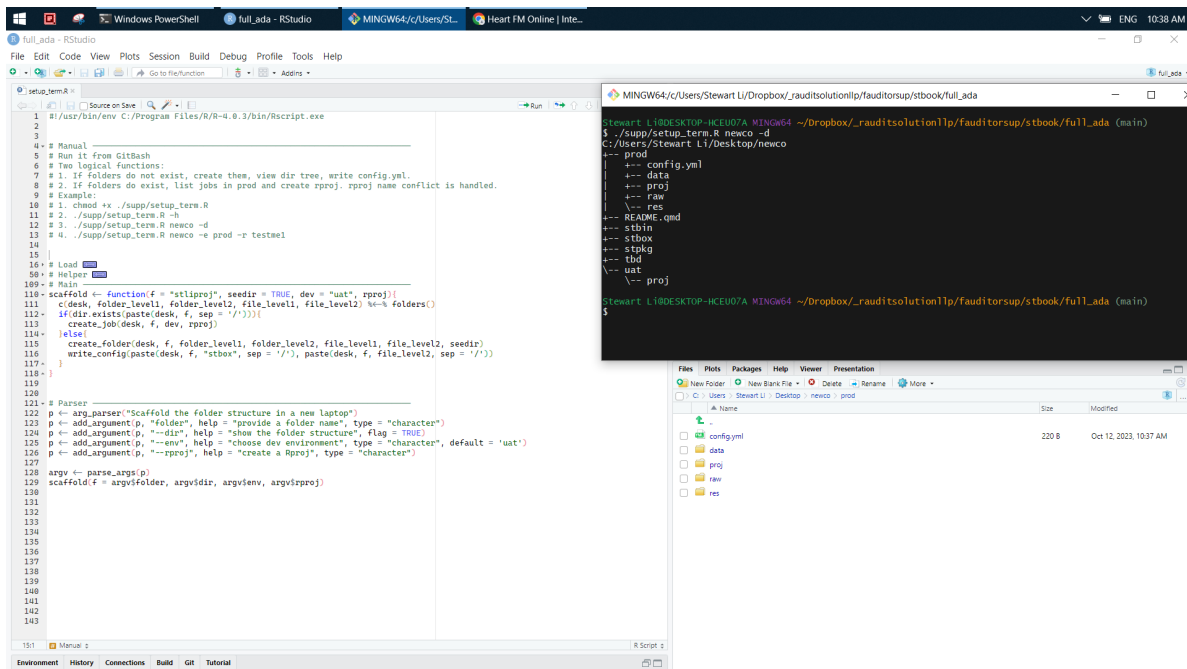 Windows PowerShell
full_ada - RStudio
MINGW64:/c/Users/St...
Heart FM Online | Inte...
ENG 10:38 AM
full_ada - RStudio
File Edit Code View Plots Session Build Debug Profile Tools Help
Go to file/function
Addins
full_ada
setup_term.R
Source on Save
Run
1 #!/usr/bin/env C:/Program Files/R/R-4.0.3/bin/Rscript.exe
2
3
4 # Manual
5 # Run it from GitBash
6 # Two logical functions:
7 # 1. If folders do not exist, create them, view dir tree, write config.yml.
8 # 2. If folders do exist, list jobs in prod and create rproj. rproj name conflict is handled.
9 # Example:
10 # 1. chmod +x ./supp/setup_term.R
11 # 2. ./supp/setup_term.R -h
12 # 3. ./supp/setup_term.R newco -d
13 # 4. ./supp/setup_term.R newco -e prod -r testme1
14
15
16 # Load
50 # Helper
109 # Main
110 scaffold <- function(f = "stliproj", seedir = TRUE, dev = "uat", rproj){
111 c(desk, folder_level1, folder_level2, file_level1, file_level2) %<-% folders()
112 if(dir.exists(paste(desk, f, sep = '/'))){
113 create_job(desk, f, dev, rproj)
114 }else{
115 create_folder(desk, f, folder_level1, folder_level2, file_level1, file_level2, seedir)
116 write_config(paste(desk, f, "stbox", sep = '/'), paste(desk, f, file_level2, sep = '/'))
117 }
118 }
119
120
121 # Parser
122 p <- arg_parser("Scaffold the folder structure in a new laptop")
123 p <- add_argument(p, "folder", help = "provide a folder name", type = "character")
124 p <- add_argument(p, "--dir", help = "show the folder structure", flag = TRUE)
125 p <- add_argument(p, "--env", help = "choose dev environment", type = "character", default = 'uat')
126 p <- add_argument(p, "--rproj", help = "create a Rproj", type = "character")
127
128 argv <- parse_args(p)
129 scaffold(f = argv$folder, argv$dir, argv$env, argv$rproj)
130
131
132
133
134
135
136
137
138
139
140
141
142
143
15:1 Manual R Script
Environment History Connections Build Git Tutorial
MINGW64:/c/Users/Stewart Li/Dropbox/_rauditsolutionllp/fauditorsup/stbook/full_ada
Stewart Li@DESKTOP-HCEUO7A MINGW64 ~/Dropbox/_rauditsolutionllp/fauditorsup/stbook/full_ada (main)
$ ./supp/setup_term.R newco -d
C:/Users/Stewart Li/Desktop/newco
+-- prod
| +-- config.yml
| +-- data
| +-- proj
| +-- raw
| \-- res
+-- README.qmd
+-- stbin
+-- stbox
+-- stpkg
+-- tbd
\-- uat
\-- proj
Stewart Li@DESKTOP-HCEUO7A MINGW64 ~/Dropbox/_rauditsolutionllp/fauditorsup/stbook/full_ada (main)
$
Files Plots Packages Help Viewer Presentation
New Folder New Blank File Delete Rename More
C: > Users > Stewart Li > Desktop > newco > prod
Name Size Modified
..
config.yml 220 B Oct 12, 2023, 10:37 AM
data
proj
raw
res